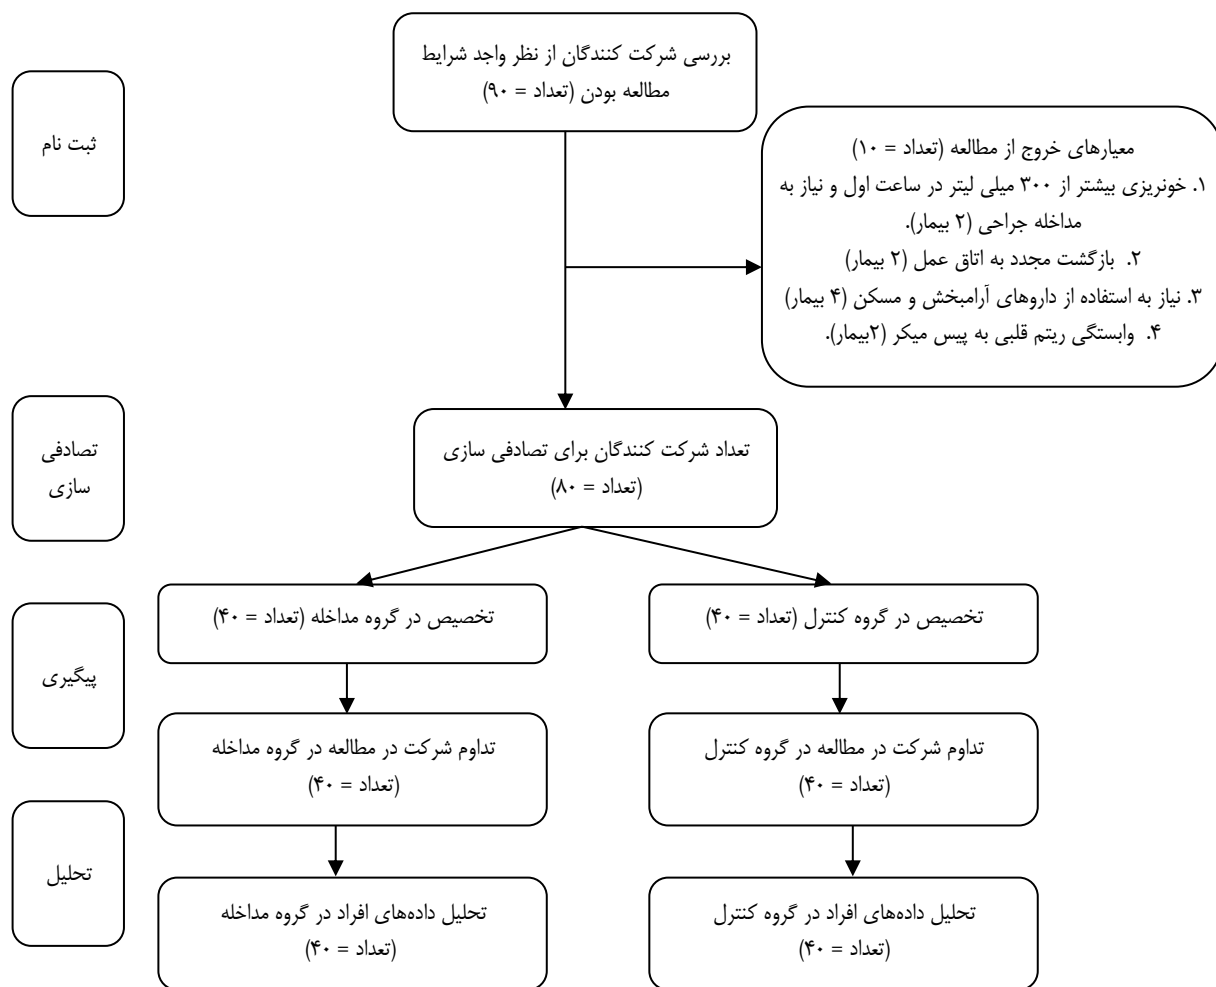 بررسی شرکت کنندگان از نظر واجد شرایط
مطالعه بودن (تعداد = ۹۰)
ثبت نام
معیارهای خروج از مطالعه (تعداد = ۱۰)
۱. خونریزی بیشتر از ۳۰۰ میلی لیتر در ساعت اول و نیاز به
مداخله جراحی (۲ بیمار).
۲. بازگشت مجدد به اتاق عمل (۲ بیمار)
۳. نیاز به استفاده از داروهای آرامبخش و مسکن (۴ بیمار)
۴. وابستگی ریتم قلبی به پیس میکر (۲بیمار).
تصادفی
سازی
تعداد شرکت کنندگان برای تصادفی سازی
(تعداد = ۸۰)
تخصیص در گروه کنترل (تعداد = ۴۰)
تخصیص در گروه مداخله (تعداد = ۴۰)
پیگیری
تداوم شرکت در مطالعه در گروه کنترل
(تعداد = ۴۰)
تداوم شرکت در مطالعه در گروه مداخله
(تعداد = ۴۰)
تحلیل
تحلیل داده‌های افراد در گروه کنترل
(تعداد = ۴۰)
تحلیل داده‌های افراد در گروه مداخله
(تعداد = ۴۰)